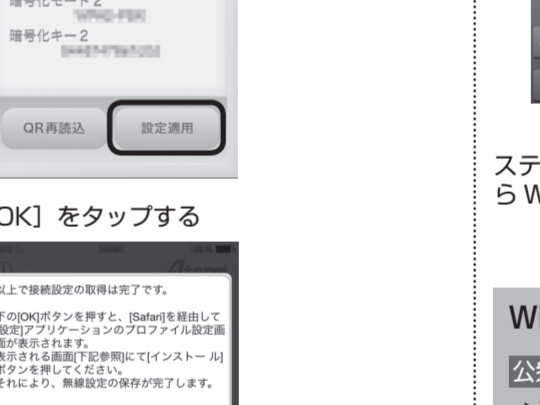 暗号化モード2
暗号化キー2
QR再読込
設定適用
OK］をタップする
以上で接続設定の取得は完了です。
下の[OK]ボタンを押すと、[Safari]を経由して
設定]アプリケーションのプロファイル設定画
面が表示されます。
表示される画面[下記参照]にて[インストール]
ボタンを押してください。
それにより、無線設定の保存が完了します。
ステ
ら W